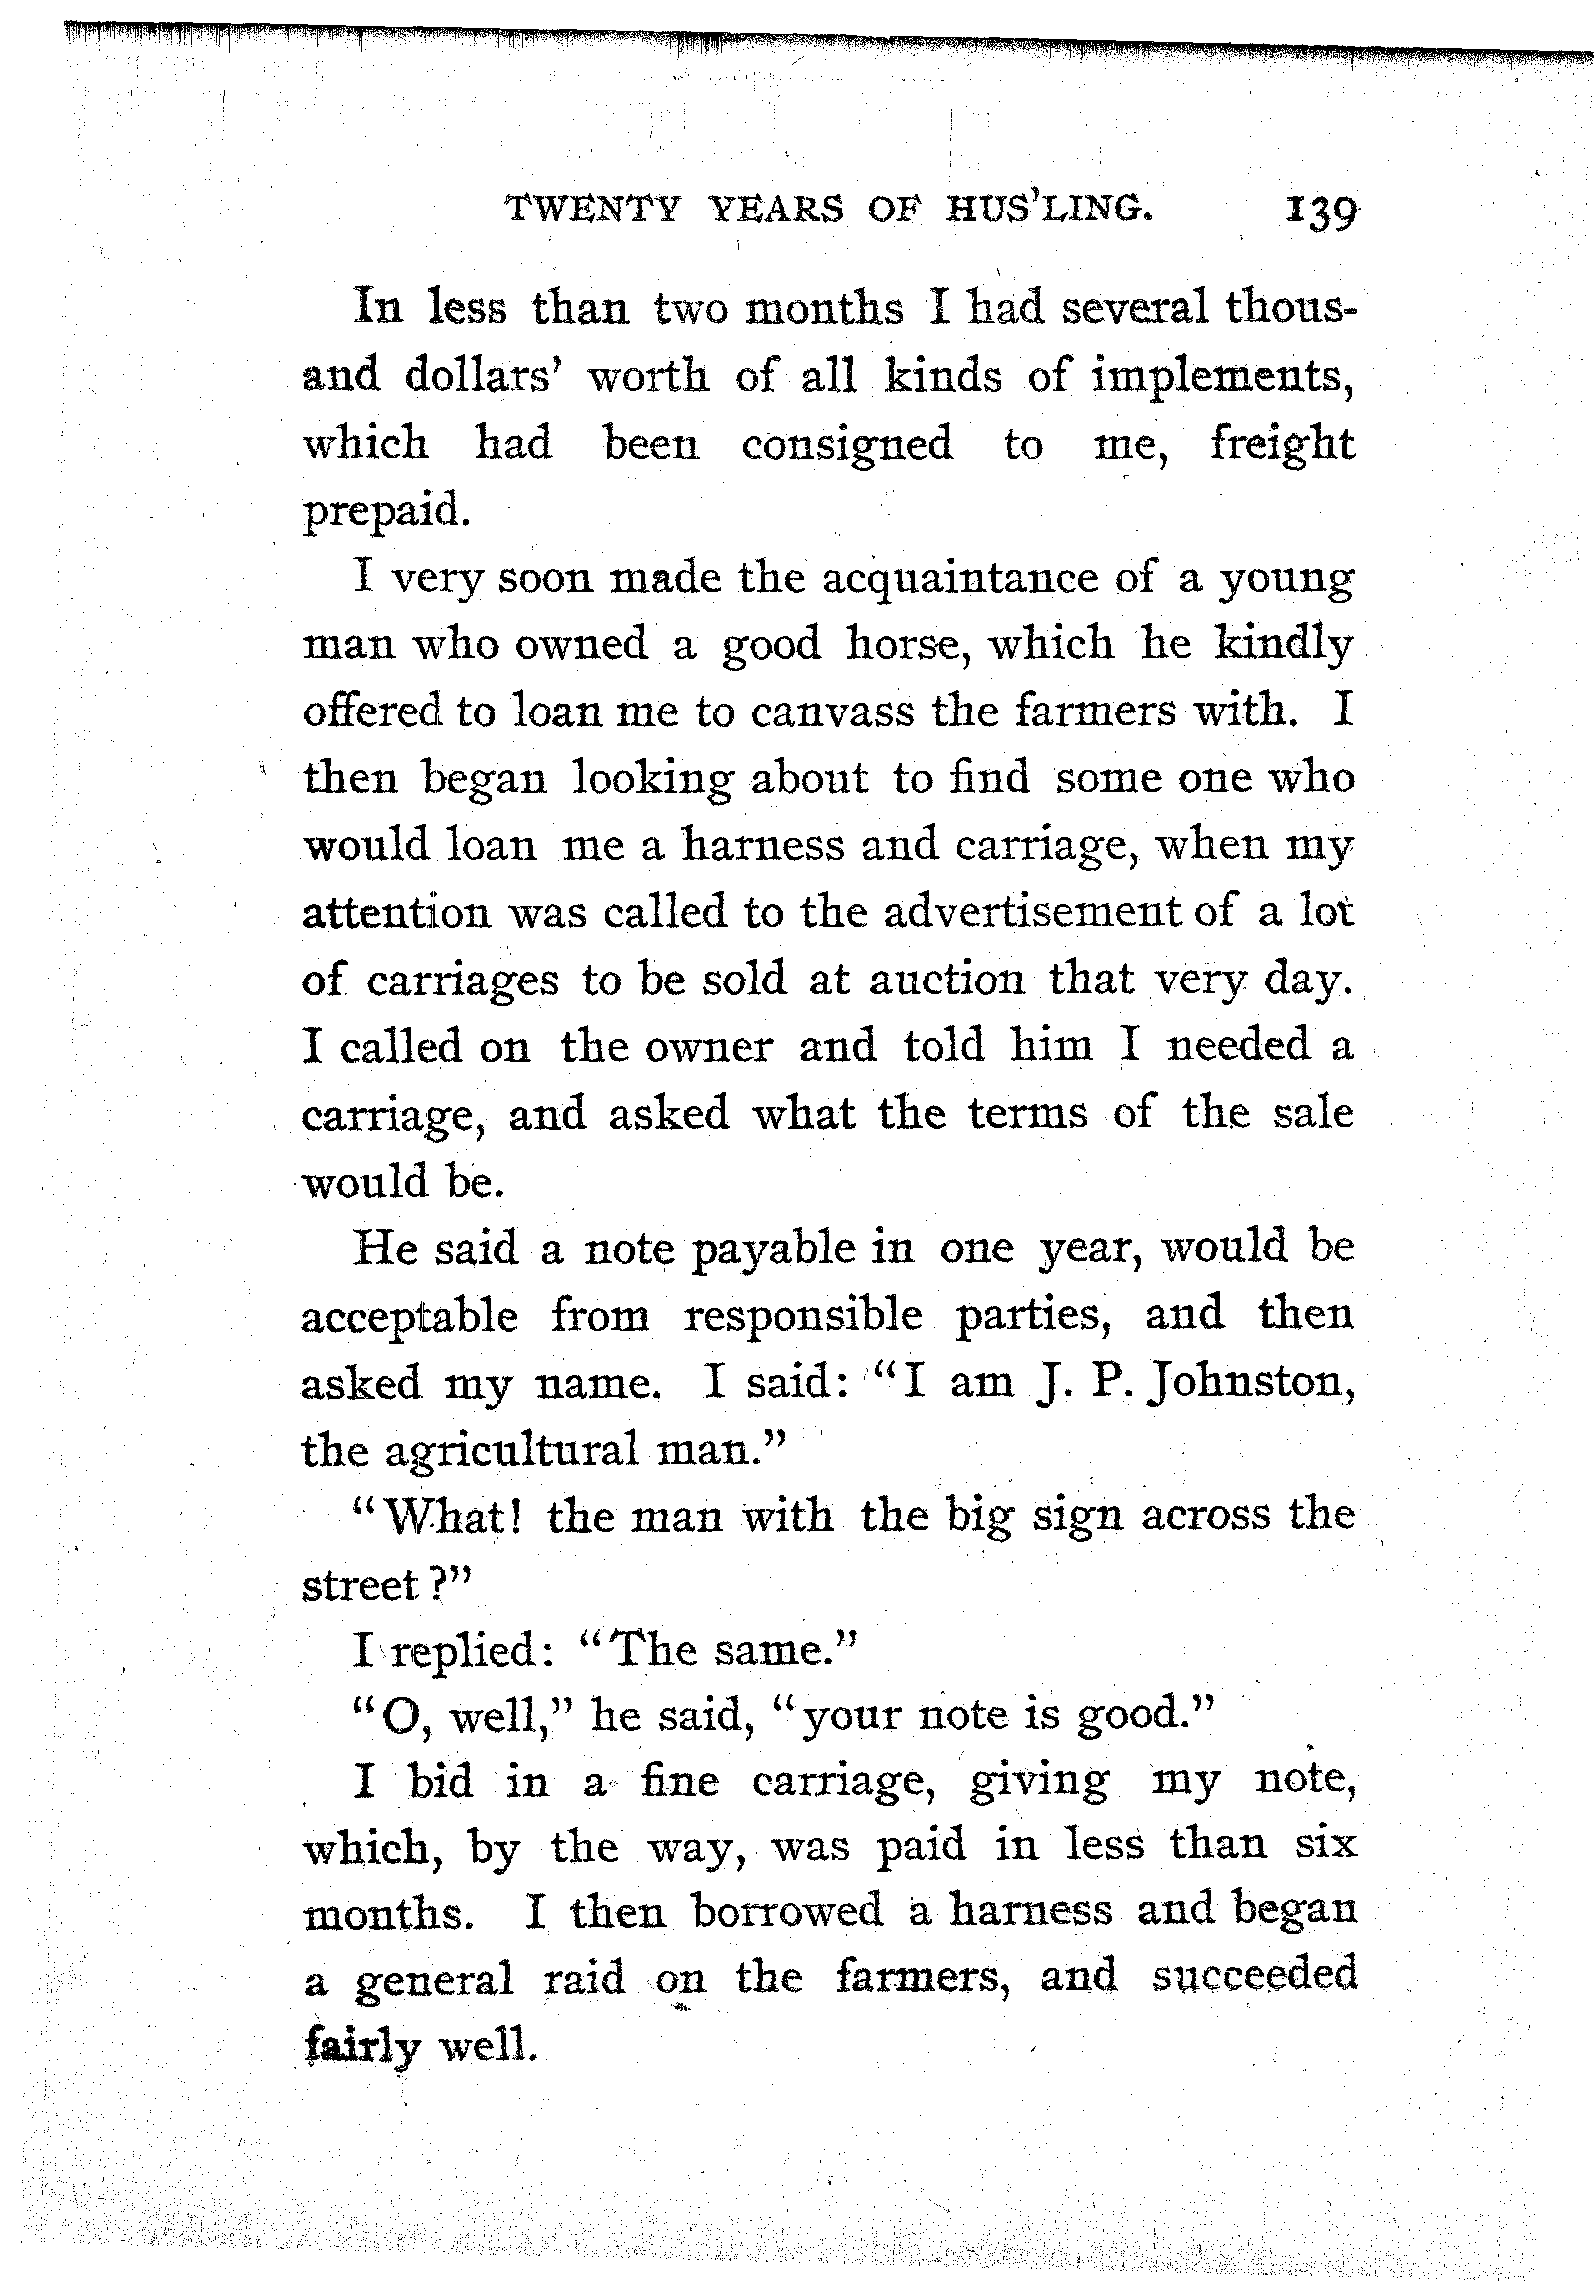 TWENTY YEARS OF HUS'LING. 139
In less than two months I had several thous-
and dollars' worth of all kinds of implements,
which had been consigned to me, freight
prepaid.
I very soon made the acquaintance of a young
man who owned a good horse, which he kindly
offered to loan me to canvass the farmers with. I
then began looking about to find some one who
would loan me a harness and carriage, when my
attention was called to the advertisement of a lot
of carriages to be sold at auction that very day.
I called on the owner and told him I needed a
carriage, and asked what the terms of the sale
would be.
He said a note payable in one year, would be
acceptable from responsible parties, and then
asked my name. I said: "I am J. P. Johnston,
the agricultural man."
"What! the man with the big sign across the
street?"
I replied: "The same."
"O, well," he said, "your note is good."
I bid in a fine carriage, giving my note,
which, by the way, was paid in less than six
months. I then borrowed a harness and began
a general raid on the farmers, and succeeded
fairly well.